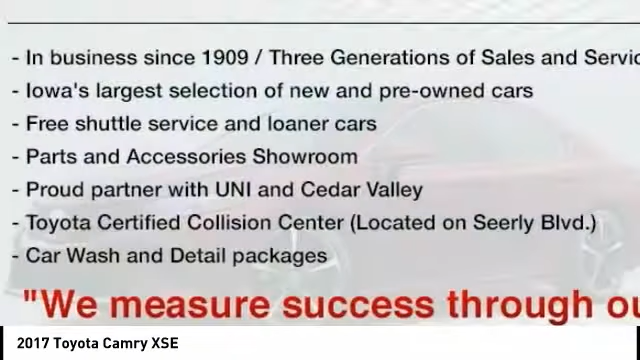 - In business since 1909 / Three Generations of Sales and
- Iowa's largest selection of new and pre-owned cars
- Free shuttle service and loaner cars
- Parts and Accessories Showroom
- Proud partner with UNI and Cedar Valley
- Toyota Certified Collision Center (Located on Seerly Blvd.)
- Car Wash and Detail packages
"We measure success through
2017 Toyota Camry XSE